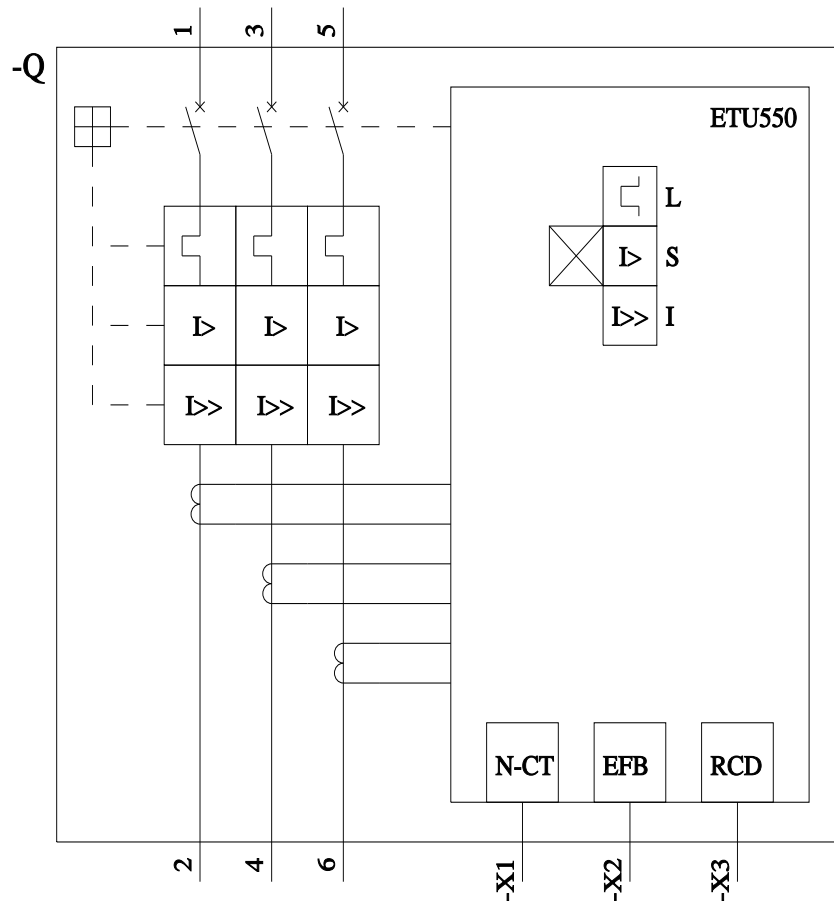 1 3 5
-Q
ETU550
L
I> S
I>> I
I> I> I>
I>> I>> I>>
N-CT EFB RCD
2 4 6 -X1 -X2 -X3